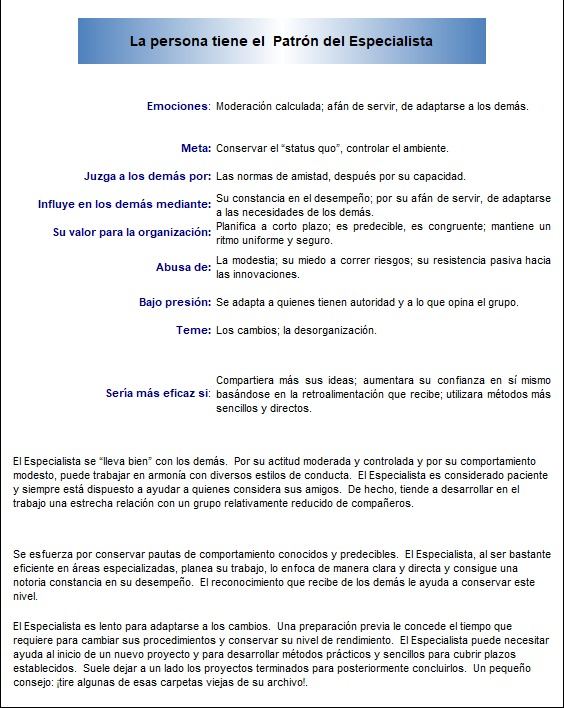 La persona tiene el  Patrón del Especialista
Emociones: Moderación calculada; afán de servir, de adaptarse a los demás.
Meta: Conservar el “status quo”, controlar el ambiente.
Juzga a los demás por: Las normas de amistad, después por su capacidad.
Influye en los demás mediante: Su constancia en el desempeño; por su afán de servir, de adaptarse
a las necesidades de los demás.
Su valor para la organización: Planifica a corto plazo; es predecible, es congruente; mantiene un
ritmo uniforme y seguro.
Abusa de: La modestia; su miedo a correr riesgos; su resistencia pasiva hacia
las innovaciones.
Bajo presión: Se adapta a quienes tienen autoridad y a lo que opina el grupo.
Teme: Los cambios; la desorganización.
Sería más eficaz si: Compartiera más sus ideas; aumentara su confianza en sí mismo
basándose en la retroalimentación que recibe; utilizara métodos más
sencillos y directos.
El Especialista se “lleva bien” con los demás.  Por su actitud moderada y controlada y por su comportamiento
modesto, puede trabajar en armonía con diversos estilos de conducta.  El Especialista es considerado paciente
y siempre está dispuesto a ayudar a quienes considera sus amigos.  De hecho, tiende a desarrollar en el
trabajo una estrecha relación con un grupo relativamente reducido de compañeros.
Se esfuerza por conservar pautas de comportamiento conocidos y predecibles.  El Especialista, al ser bastante
eficiente en áreas especializadas, planea su trabajo, lo enfoca de manera clara y directa y consigue una
notoria constancia en su desempeño.  El reconocimiento que recibe de los demás le ayuda a conservar este
nivel.
El Especialista es lento para adaptarse a los cambios.  Una preparación previa le concede el tiempo que
requiere para cambiar sus procedimientos y conservar su nivel de rendimiento.  El Especialista puede necesitar
ayuda al inicio de un nuevo proyecto y para desarrollar métodos prácticos y sencillos para cubrir plazos
establecidos.  Suele dejar a un lado los proyectos terminados para posteriormente concluirlos.  Un pequeño
consejo: ¡tire algunas de esas carpetas viejas de su archivo!.